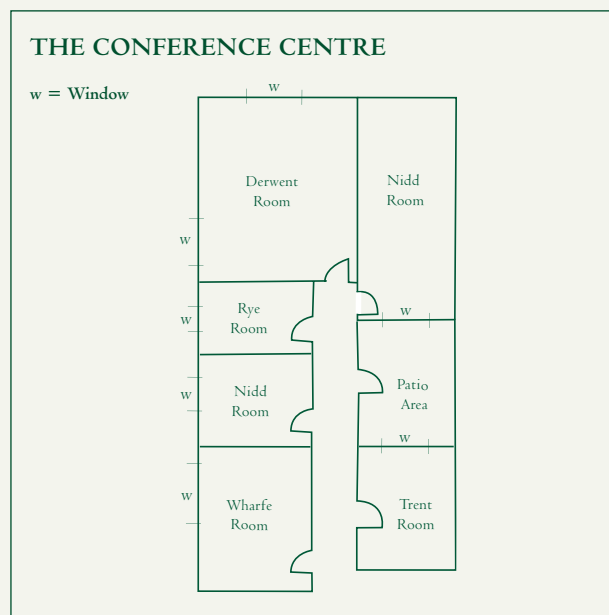 THE CONFERENCE CENTRE
w = Window
w
Derwent
Room
Nidd
Room
w
Rye
Room
w
w
Nidd
Room
w
Patio
Area
w
w
Wharfe
Room
Trent
Room